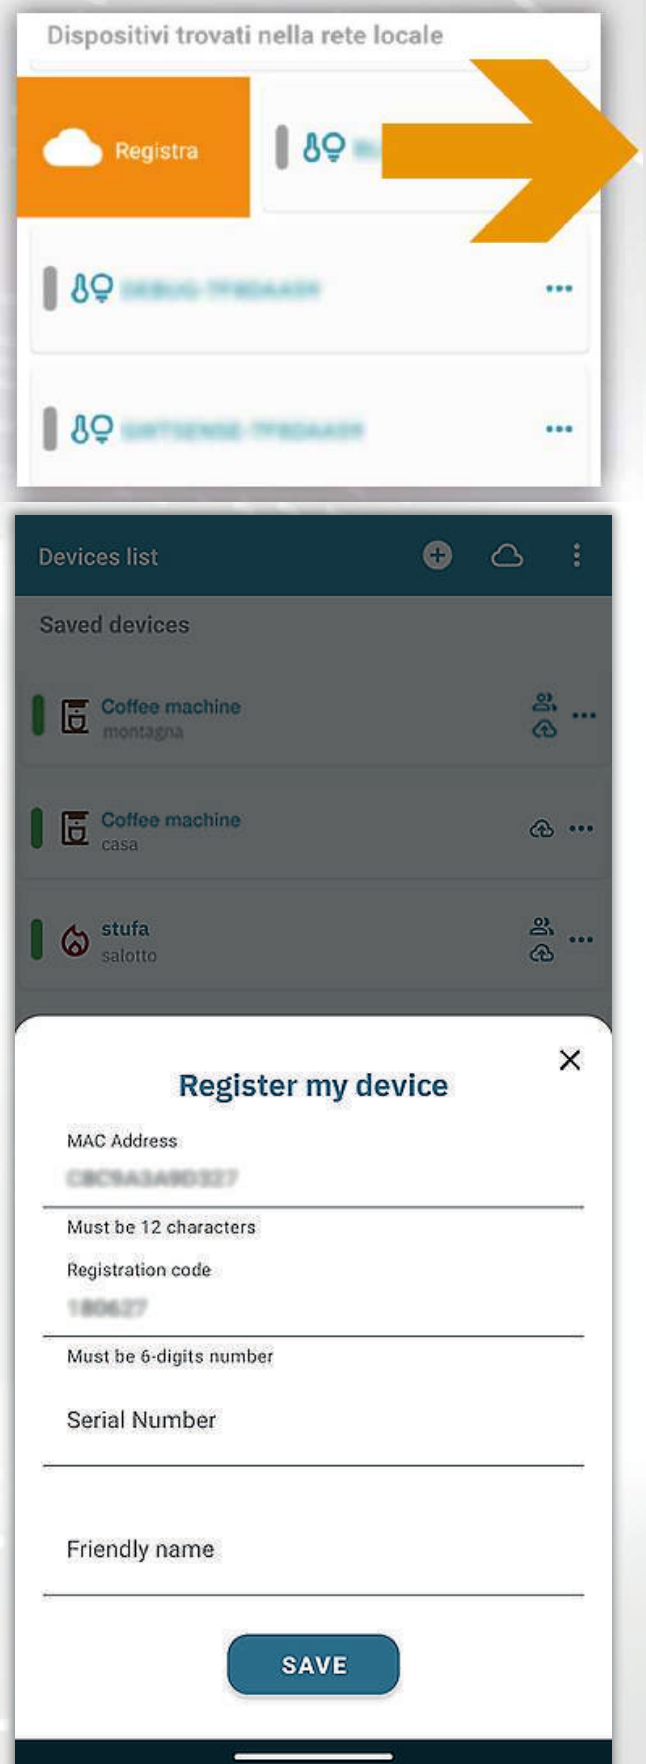 Dispositivi trovati nella rete locale
Registra
Devices list
Saved devices
Coffee machine
montagna
Coffee machine
casa
stufa
salotto
Register my device
MAC Address
Must be 12 characters
Registration code
Must be 6-digits number
Serial Number
Friendly name
SAVE